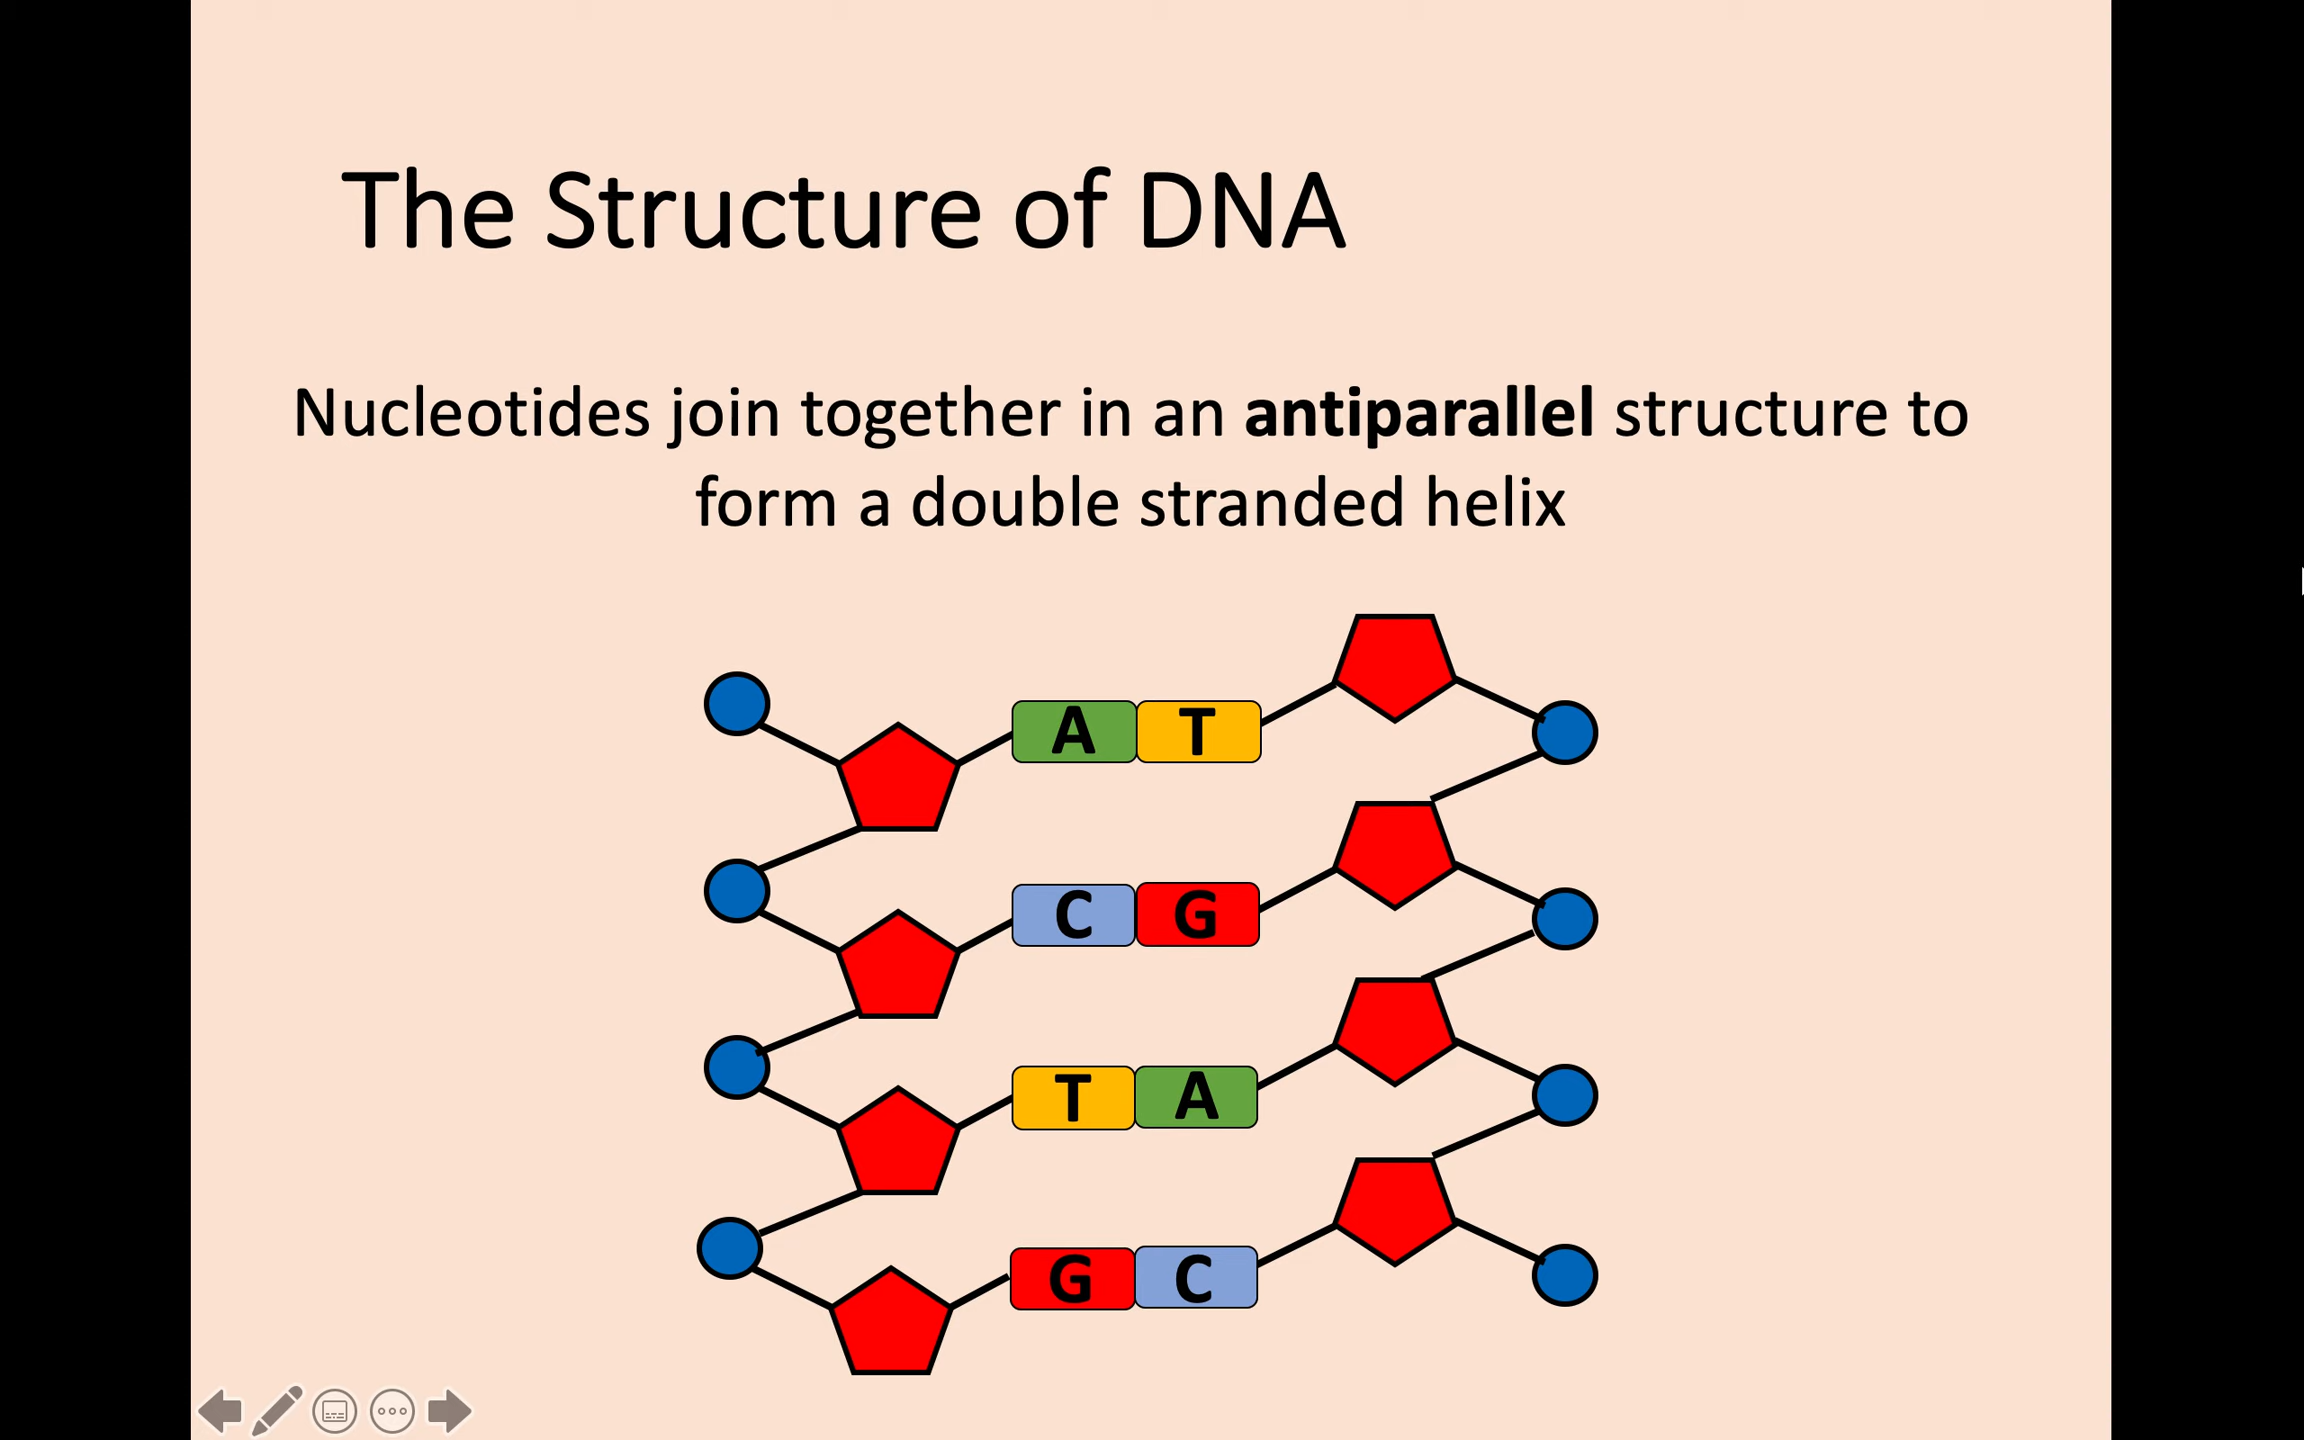 The Structure of DNA
Nucleotides join together in an antiparallel structure to
form a double stranded helix
A T
C G
T A
G C